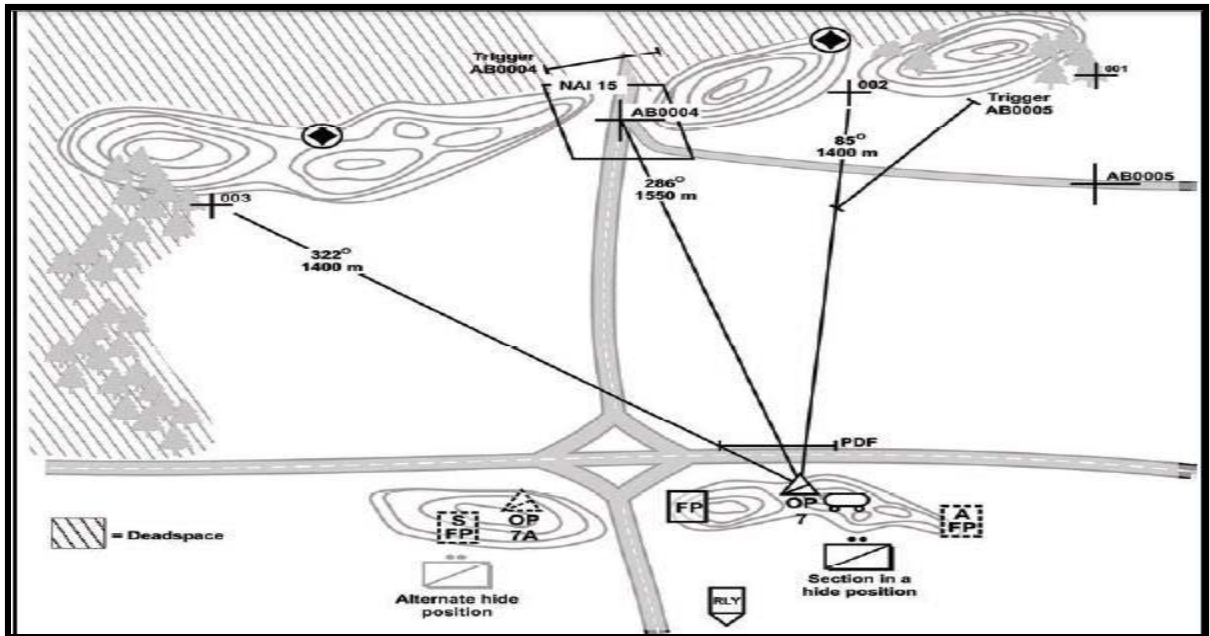 Trigger
AB0004
NAI 15
AB0004
001
002
Trigger
AB0005
85°
1400 m
AB0005
286°
1550 m
003
322°
1400 m
PDF
FP
OP
7
A
FP
S
FP
OP
7A
= Deadspace
Alternate hide
position
Section in a
hide position
RLY